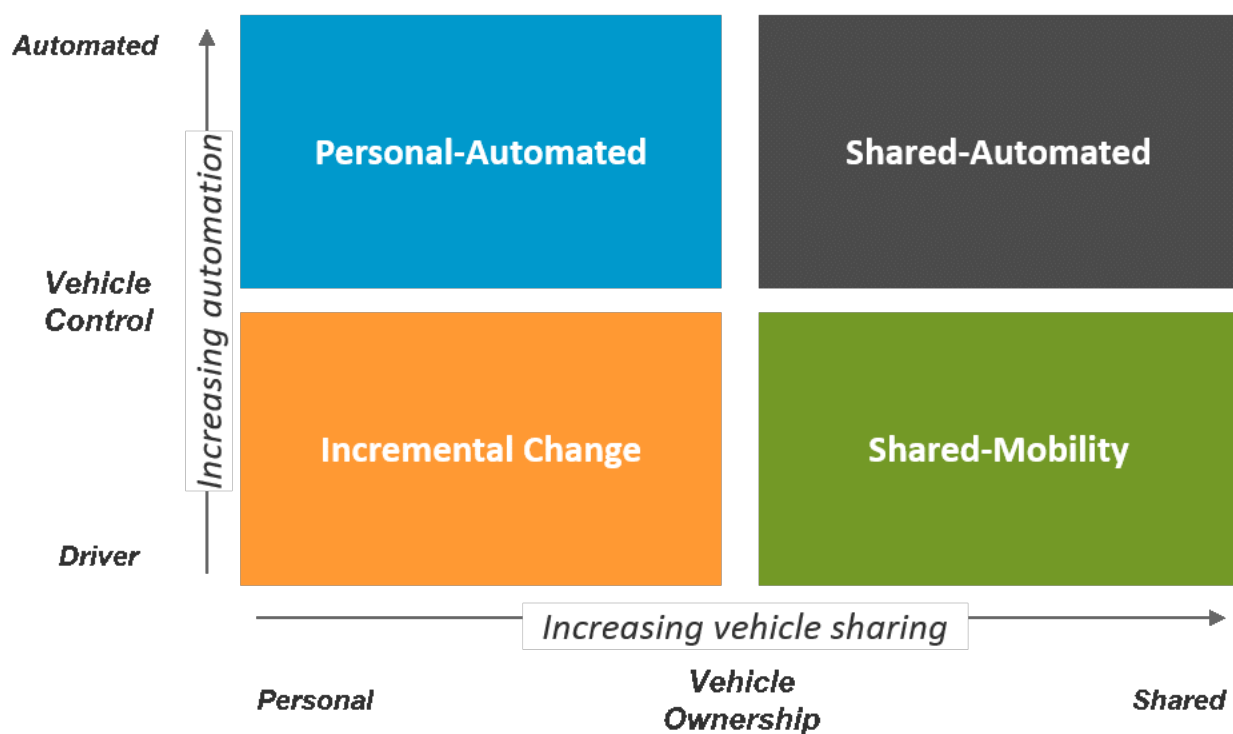 Automated
Personal-Automated
Shared-Automated
Increasing automation
Vehicle
Control
Incremental Change
Shared-Mobility
Driver
Increasing vehicle sharing
Personal
Vehicle
Ownership
Shared